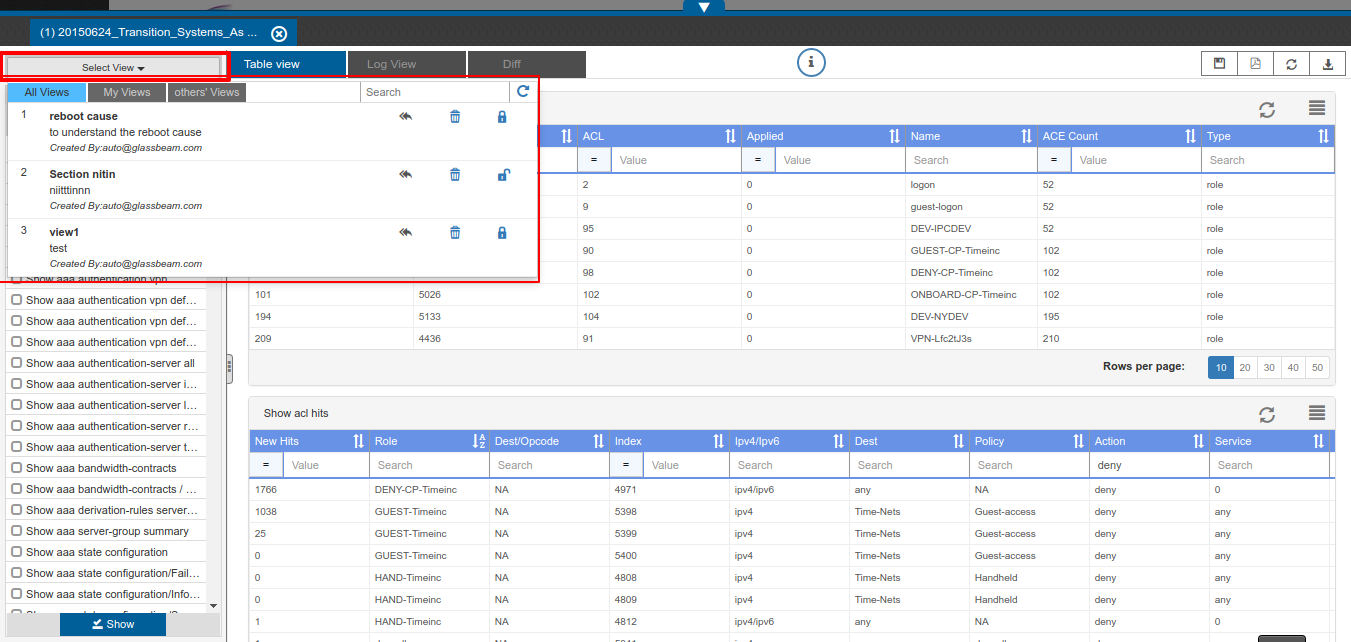 (1) 20150624_Transition_Systems_As ...
Select View
Table view Log View Diff
All Views My Views others' Views Search
1 reboot cause
to understand the reboot cause
Created By:auto@glassbeam.com
2 Section nitin
niitttinnn
Created By:auto@glassbeam.com
3 view1
test
Created By:auto@glassbeam.com
Show aaa authentication vpn
Show aaa authentication vpn def...
Show aaa authentication vpn def...
Show aaa authentication vpn def...
Show aaa authentication-server all
Show aaa authentication-server i...
Show aaa authentication-server l...
Show aaa authentication-server r...
Show aaa authentication-server t...
Show aaa bandwidth-contracts
Show aaa bandwidth-contracts / ...
Show aaa derivation-rules server...
Show aaa server-group summary
Show aaa state configuration
Show aaa state configuration/Fail...
Show aaa state configuration/Info...
Show
ACL Applied Name ACE Count Type
= Value = Value Search = Value Search
2 0 logon 52 role
9 0 guest-logon 52 role
95 0 DEV-IPCDEV 52 role
90 0 GUEST-CP-Timeinc 102 role
98 0 DENY-CP-Timeinc 102 role
101 5026 102 0 ONBOARD-CP-Timeinc 102 role
194 5133 104 0 DEV-NYDEV 195 role
209 4436 91 0 VPN-Lfc2tJ3s 210 role
Rows per page: 10 20 30 40 50
Show acl hits
New Hits Role Dest/Opcode Index Ipv4/Ipv6 Dest Policy Action Service
= Value Search Search = Value Search Search Search deny Search
1766 DENY-CP-Timeinc NA 4971 ipv4/ipv6 any NA deny 0
1038 GUEST-Timeinc NA 5398 ipv4 Time-Nets Guest-access deny any
25 GUEST-Timeinc NA 5399 ipv4 Time-Nets Guest-access deny any
0 GUEST-Timeinc NA 5400 ipv4 Time-Nets Guest-access deny any
0 HAND-Timeinc NA 4808 ipv4 Time-Nets Handheld deny any
0 HAND-Timeinc NA 4809 ipv4 Time-Nets Handheld deny any
1 HAND-Timeinc NA 4812 ipv4 any NA deny 0